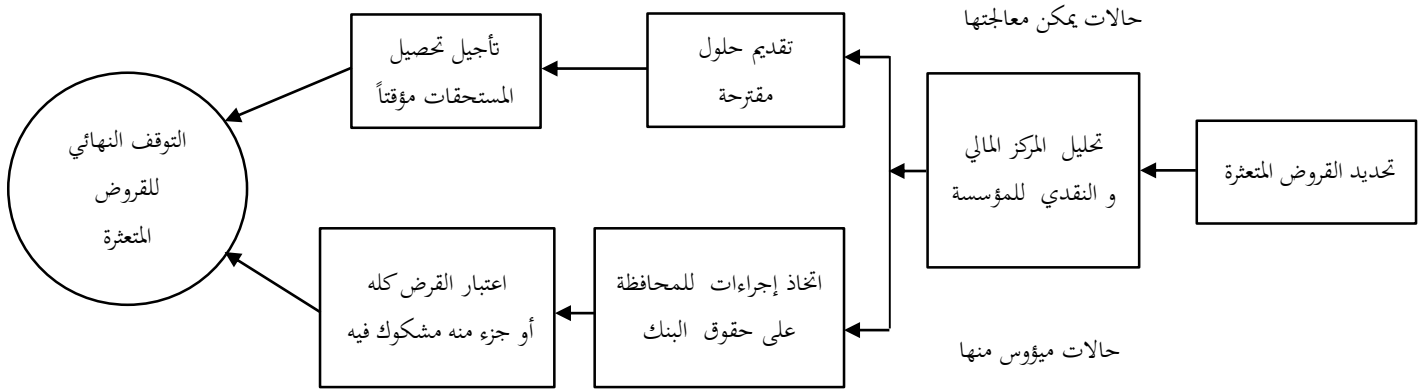 حالات يمكن معالجتها
تحديد القروض المتعثرة
تحليل المركز المالي
و النقدي للمؤسسة
تقديم حلول
مقترحة
تأجيل تحصيل
المستحقات مؤقتاً
اتخاذ إجراءات للمحافظة
على حقوق البنك
اعتبار القرض كله
أو جزء منه مشكوك فيه
التوقف النهائي
للقروض
المتعثرة
حالات ميؤوس منها